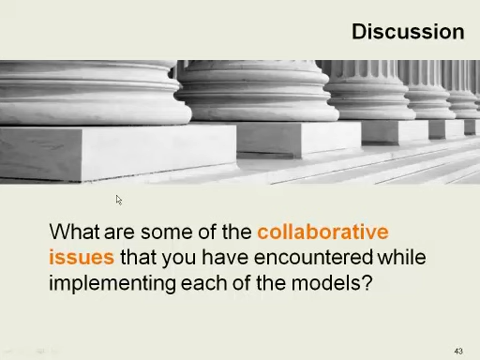 Discussion
What are some of the collaborative
issues that you have encountered while
implementing each of the models?
43